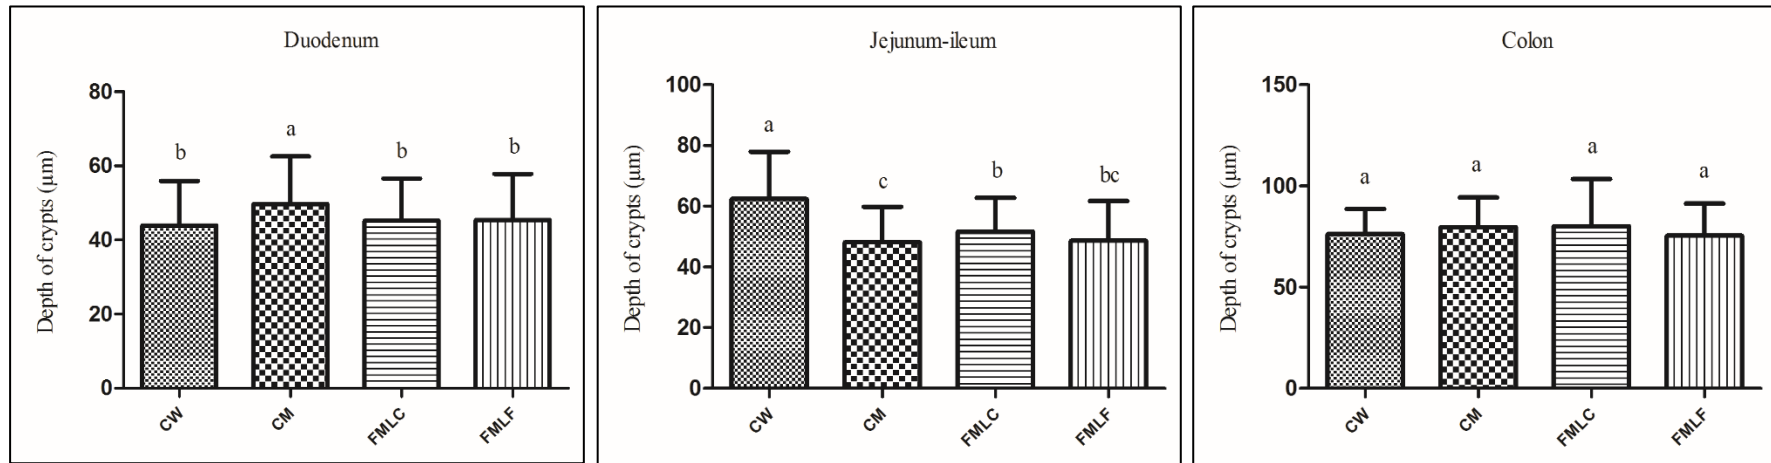 Duodenum
Depth of crypts (µm)
80
60
40
20
0
b
a
b
b
CW
CM
FMLC
FMLF
Jejunum-ileum
Depth of crypts (µm)
100
80
60
40
20
0
a
c
b
bc
CW
CM
FMLC
FMLF
Colon
Depth of crypts (µm)
150
100
50
0
a
a
a
a
CW
CM
FMLC
FMLF